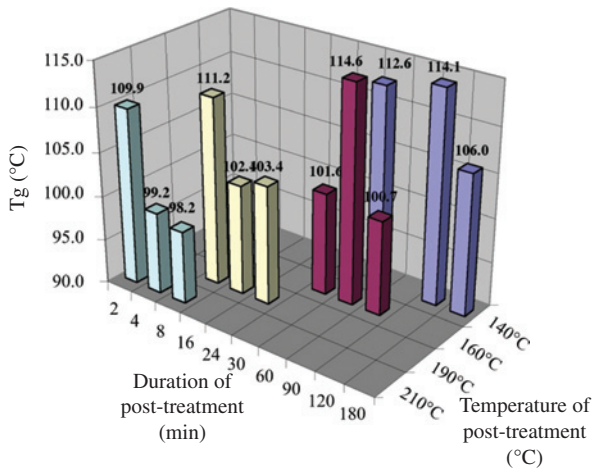 115.0
110.0
105.0
100.0
95.0
90.0
Tg (°C)
109.9
99.2
98.2
111.2
102.4
103.4
101.6
114.6
100.7
112.6
114.1
106.0
2
4
8
16
24
30
60
90
120
180
140°C
160°C
190°C
210°C
Duration of
post-treatment
(min)
Temperature of
post-treatment
(°C)